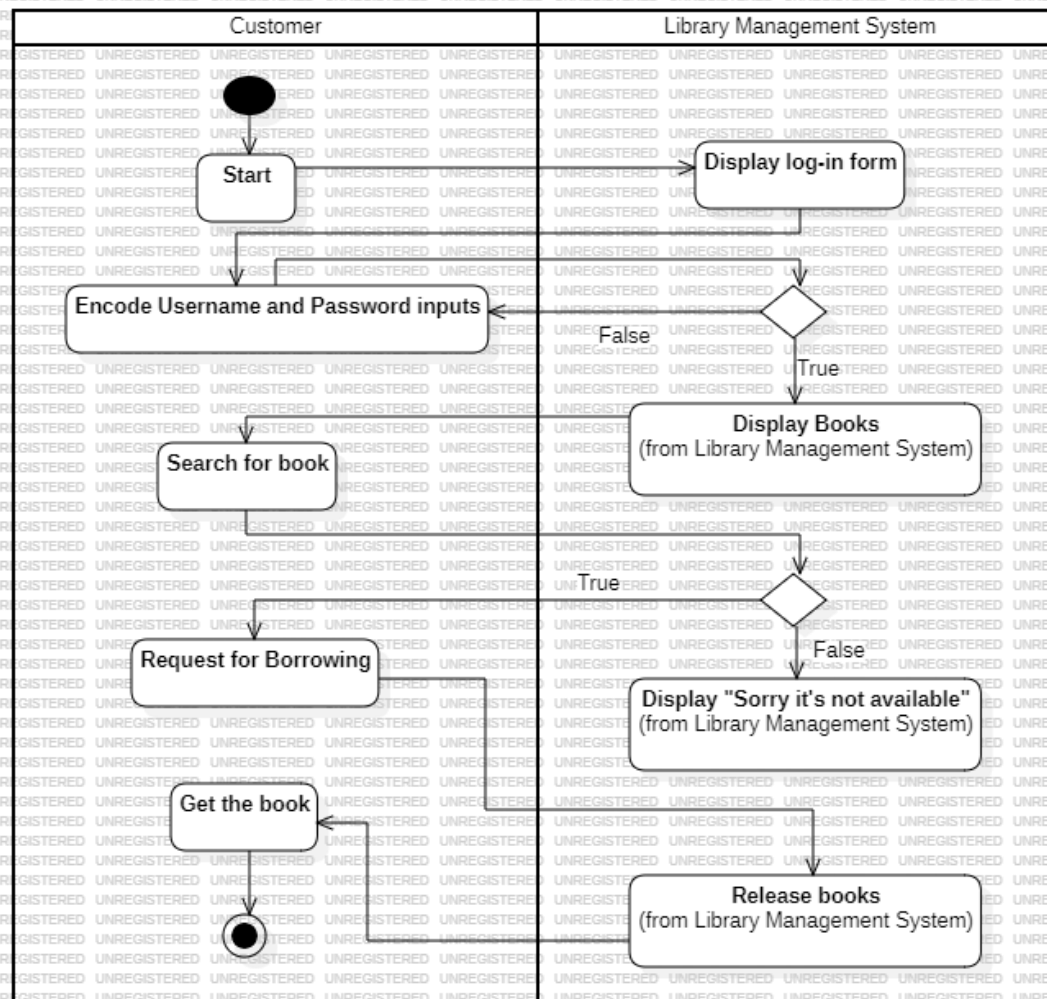 Customer
Library Management System
Start
Display log-in form
Encode Username and Password inputs
False
True
Display Books
(from Library Management System)
Search for book
True
False
Request for Borrowing
Display "Sorry it's not available"
(from Library Management System)
Get the book
Release books
(from Library Management System)
UNREGISTERED